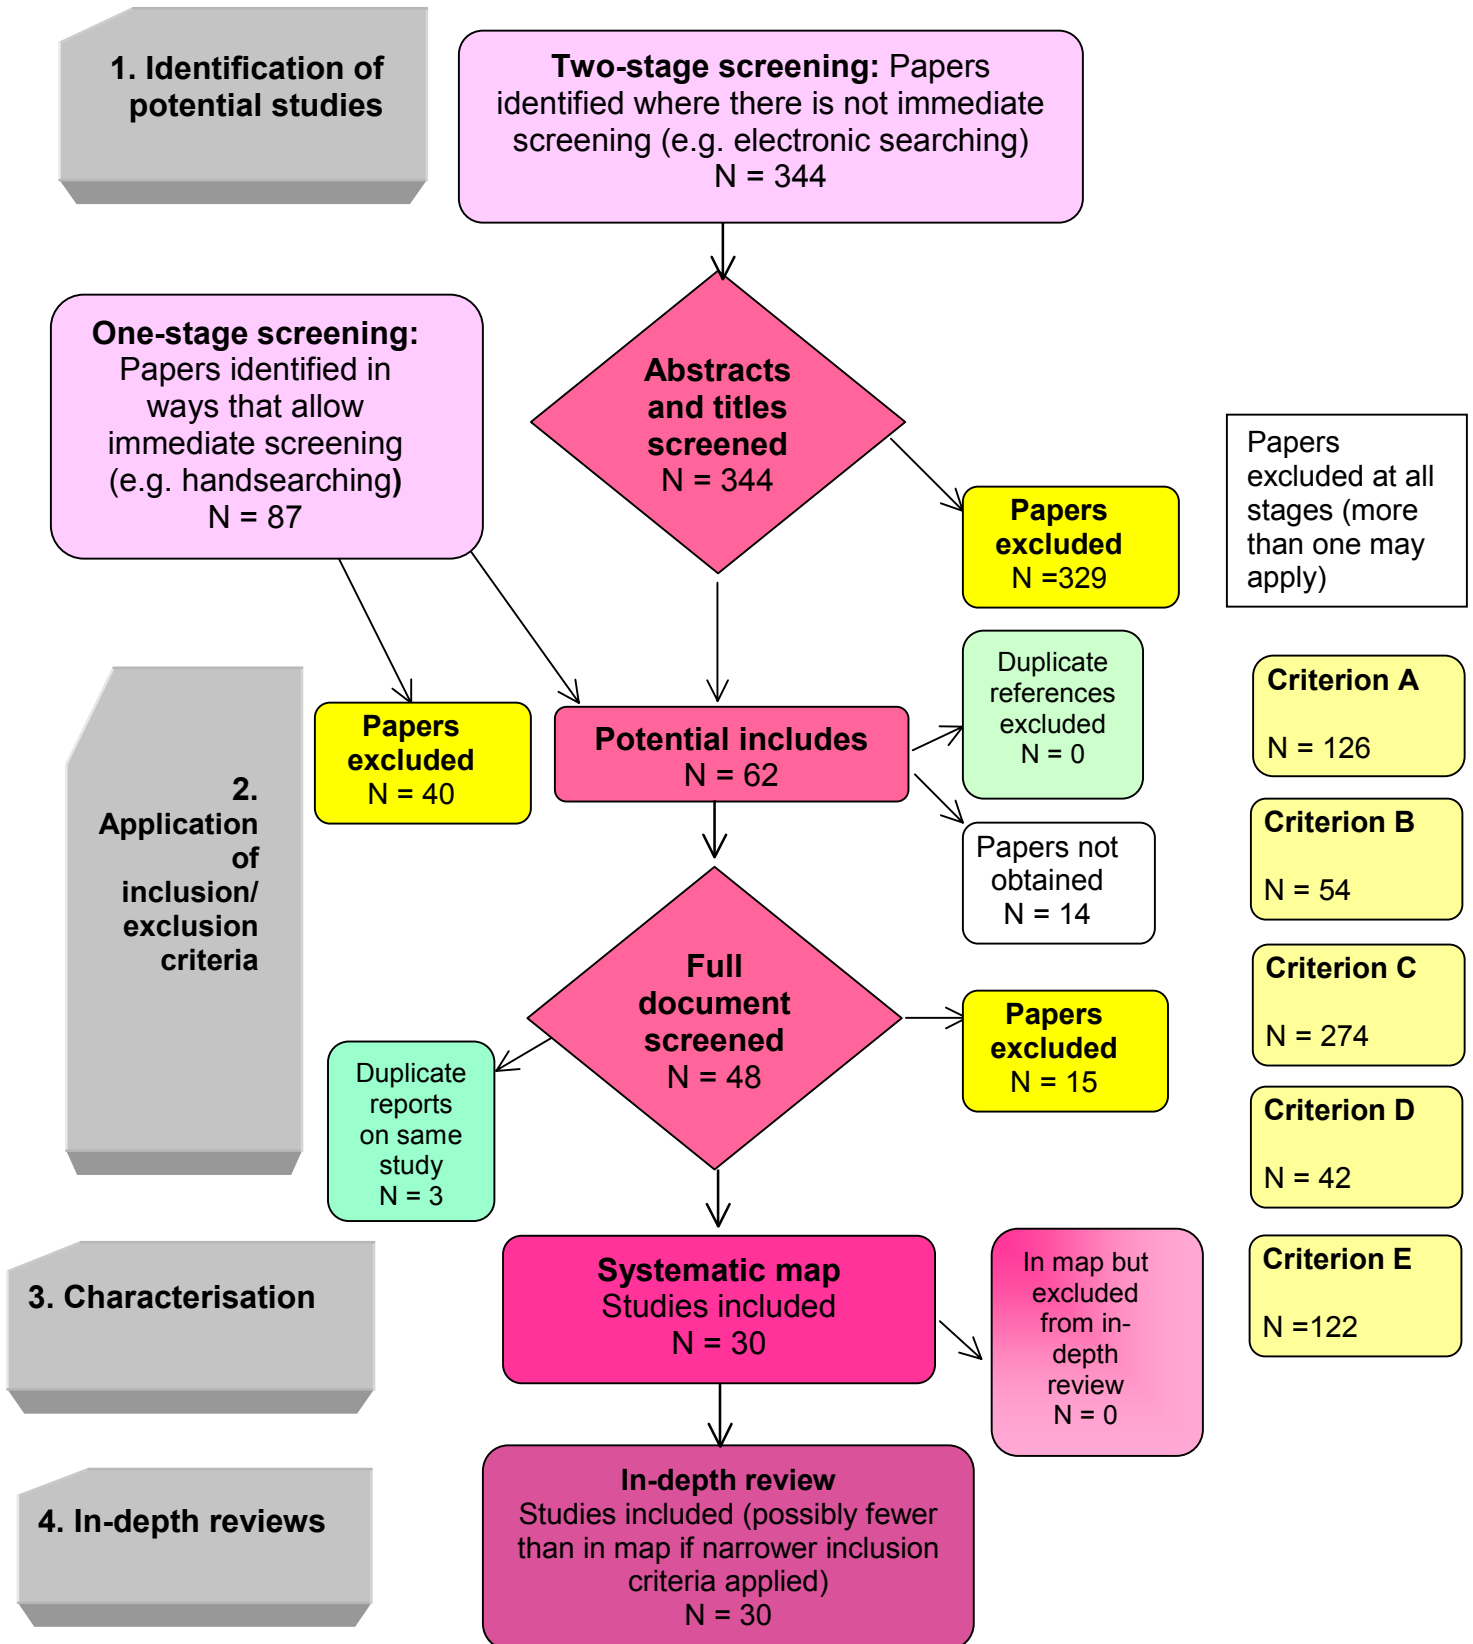 1. Identification of
potential studies
Two-stage screening: Papers
identified where there is not immediate
screening (e.g. electronic searching)
N = 344
One-stage screening:
Papers identified in
ways that allow
immediate screening
(e.g. handsearching)
N = 87
Abstracts
and titles
screened
N = 344
Papers
excluded
N =329
Papers
excluded at all
stages (more
than one may
apply)
2.
Application
of
inclusion/
exclusion
criteria
Papers
excluded
N = 40
Potential includes
N = 62
Duplicate
references
excluded
N = 0
Papers not
obtained
N = 14
Criterion A
N = 126
Criterion B
N = 54
Criterion C
N = 274
Criterion D
N = 42
Criterion E
N =122
Full
document
screened
N = 48
Papers
excluded
N = 15
Duplicate
reports
on same
study
N = 3
3. Characterisation
Systematic map
Studies included
N = 30
In map but
excluded
from in-
depth
review
N = 0
4. In-depth reviews
In-depth review
Studies included (possibly fewer
than in map if narrower inclusion
criteria applied)
N = 30